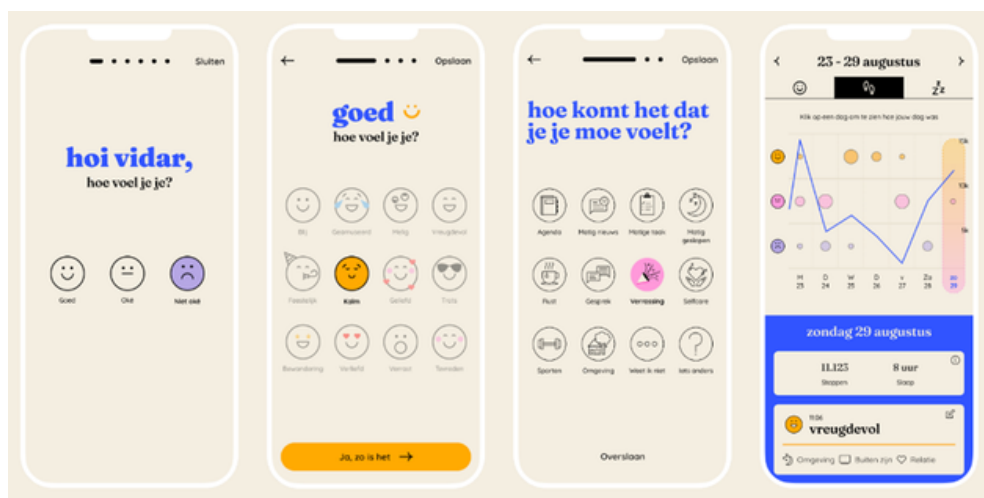 Sluiten
hoi vidar,
hoe voel je je?
Goed Oké Niet oké
Opslaan
goed
hoe voel je je?
Blij Geamuseerd Melig Vreugdevol
Feestelijk Kalm Geliefd Trots
Bewondering Verliefd Verrast Tevreden
Ja, zo is het →
Opslaan
hoe komt het dat
je je moe voelt?
Agenda Matig nieuws Matige taak Matig
geslapen
Rust Gesprek Verrassing Selfcare
Sporten Omgeving Weet ik niet Iets anders
Overslaan
23 - 29 augustus
Klik op een dag om te zien hoe jouw dag was
15k
10k
5k
M D W D V Za Zo
23 24 25 26 27 28 29
zondag 29 augustus
11.123 8 uur
Stappen Slaap
11:06
vreugdevol
Omgeving Buiten zijn Relatie